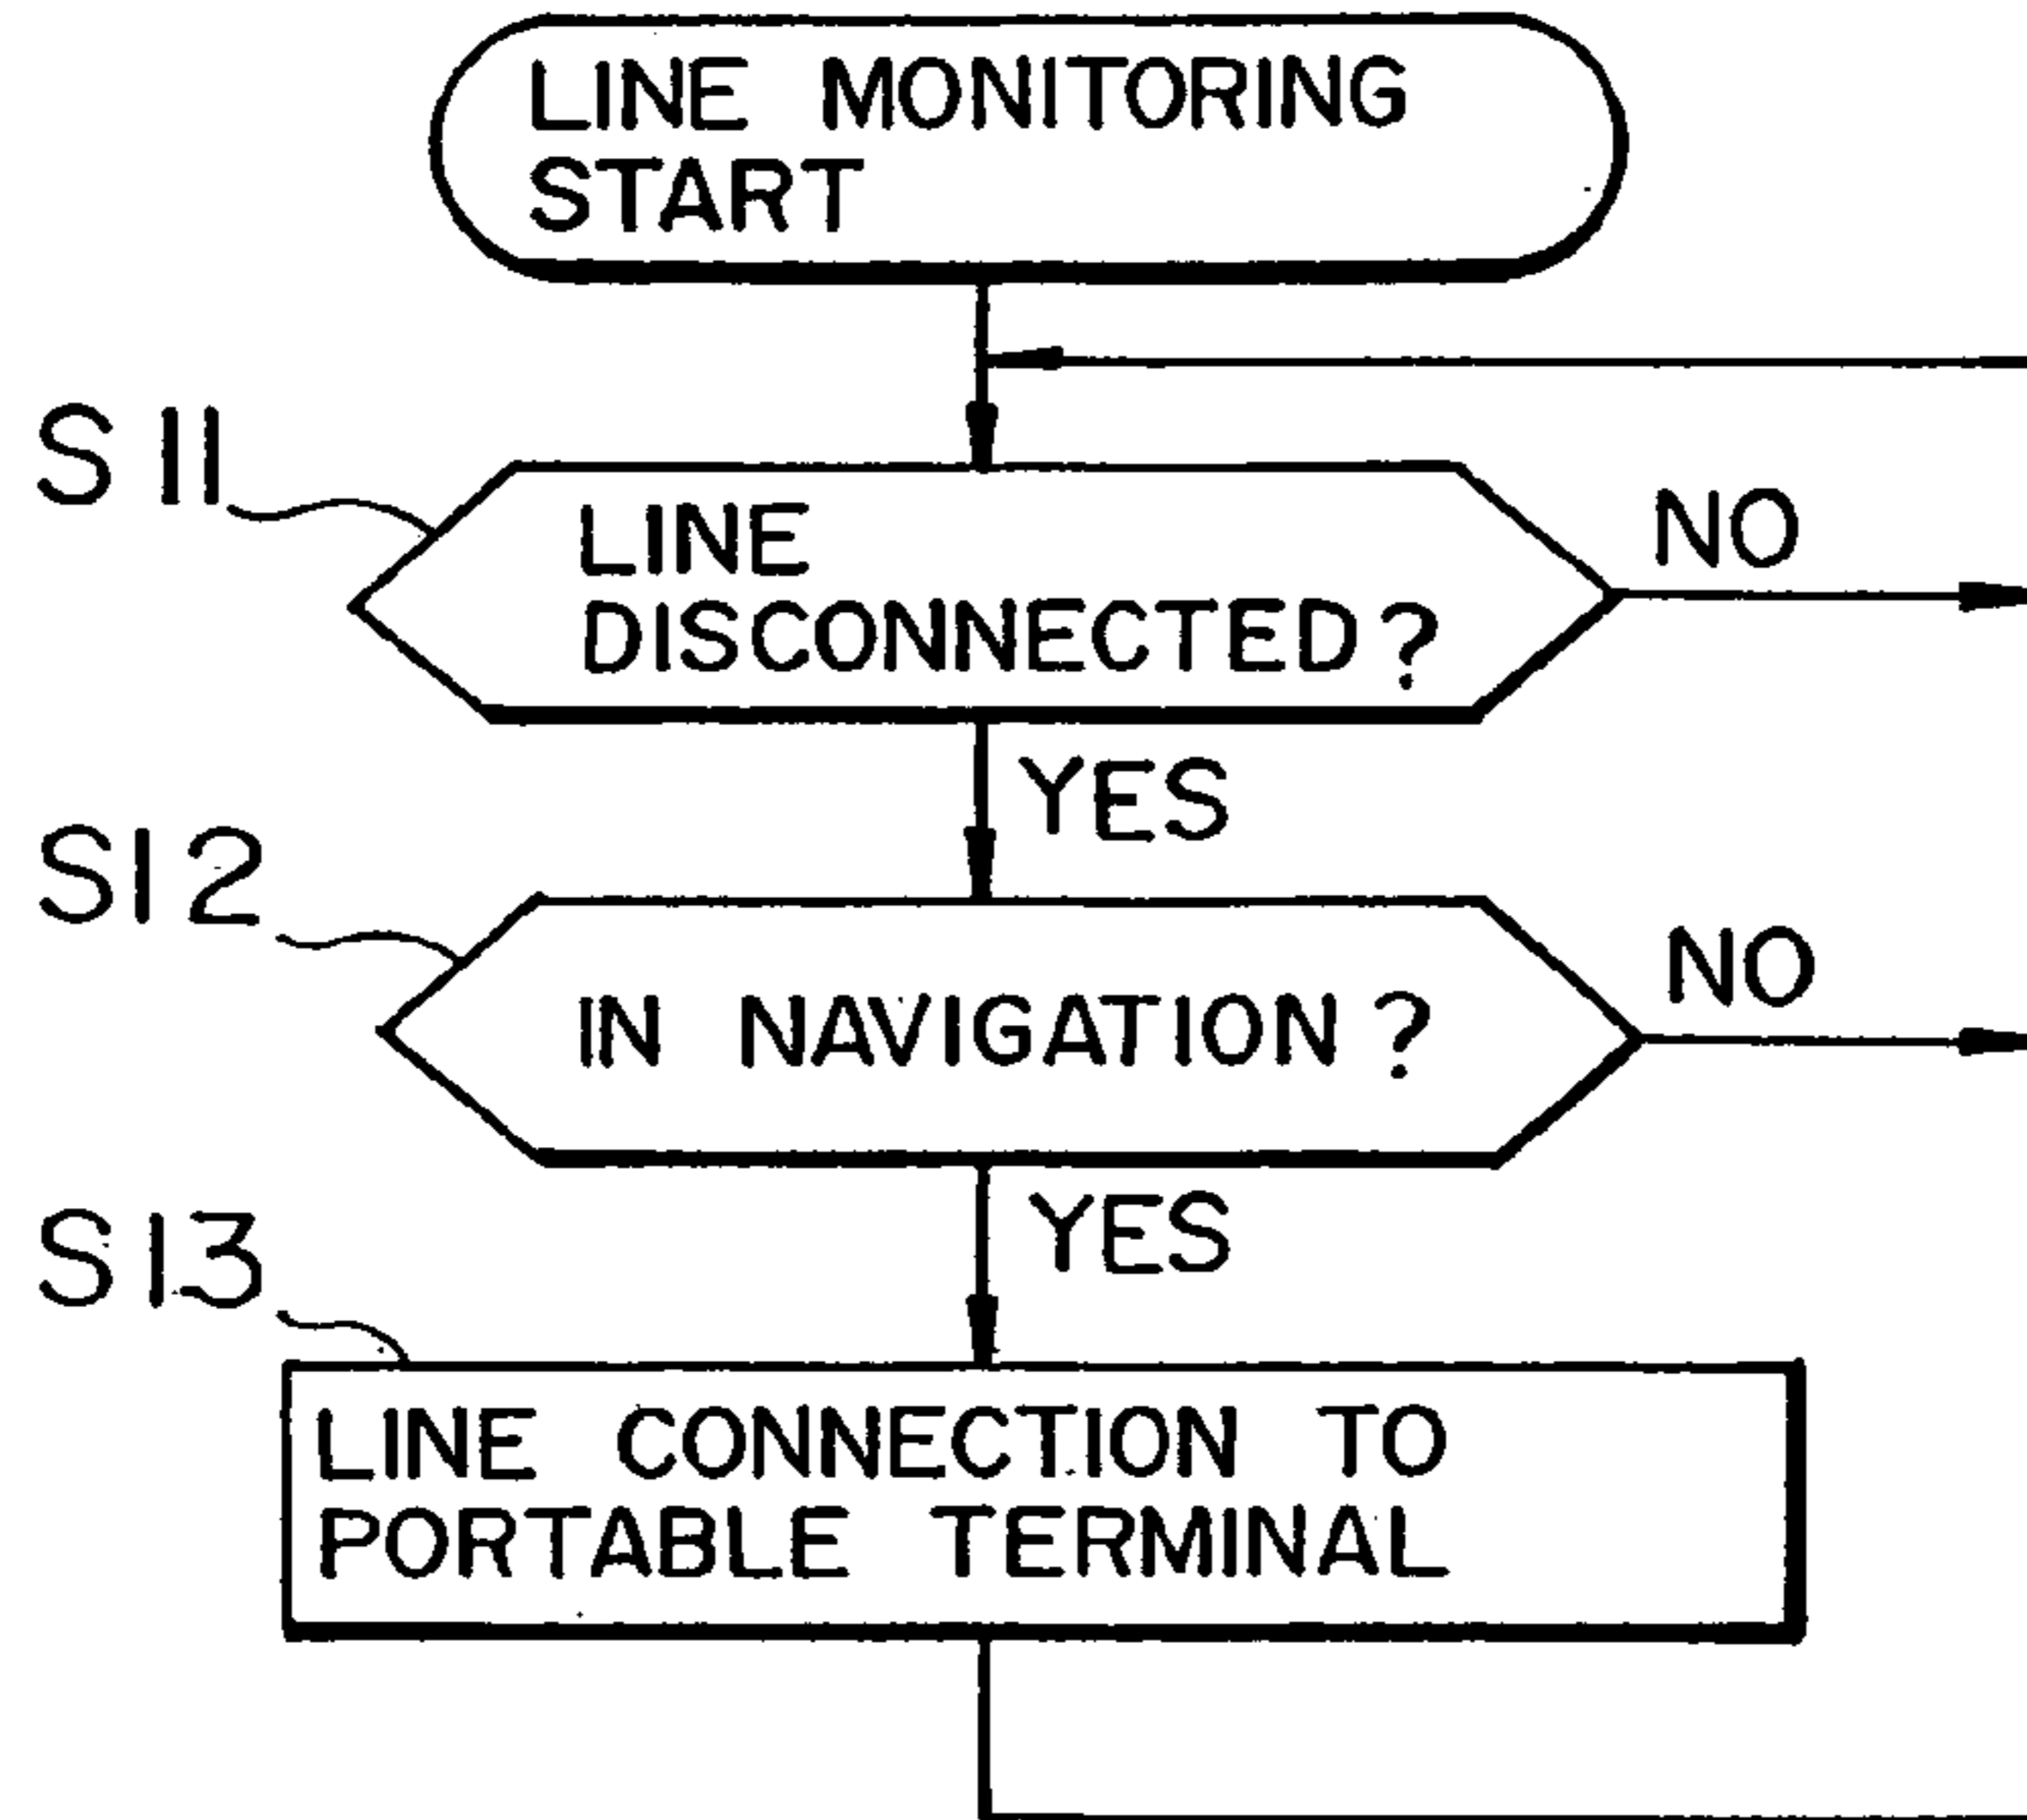 LINE MONITORING
START
S11
LINE
DISCONNECTED?
NO
YES
S12
IN NAVIGATION?
NO
YES
S13
LINE CONNECTION TO
PORTABLE TERMINAL